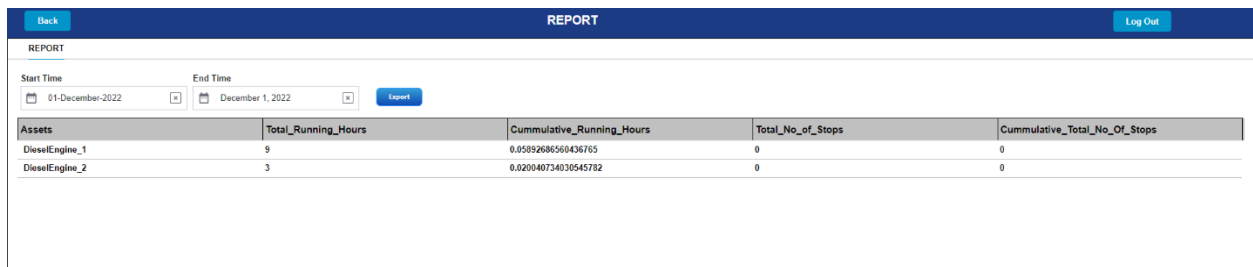 Back REPORT Log Out
REPORT
Start Time End Time
01-December-2022 December 1, 2022 Export
Assets Total_Running_Hours Cummulative_Running_Hours Total_No_of_Stops Cummulative_Total_No_Of_Stops
DieselEngine_1 9 0.05892686560436765 0 0
DieselEngine_2 3 0.020040734030545782 0 0